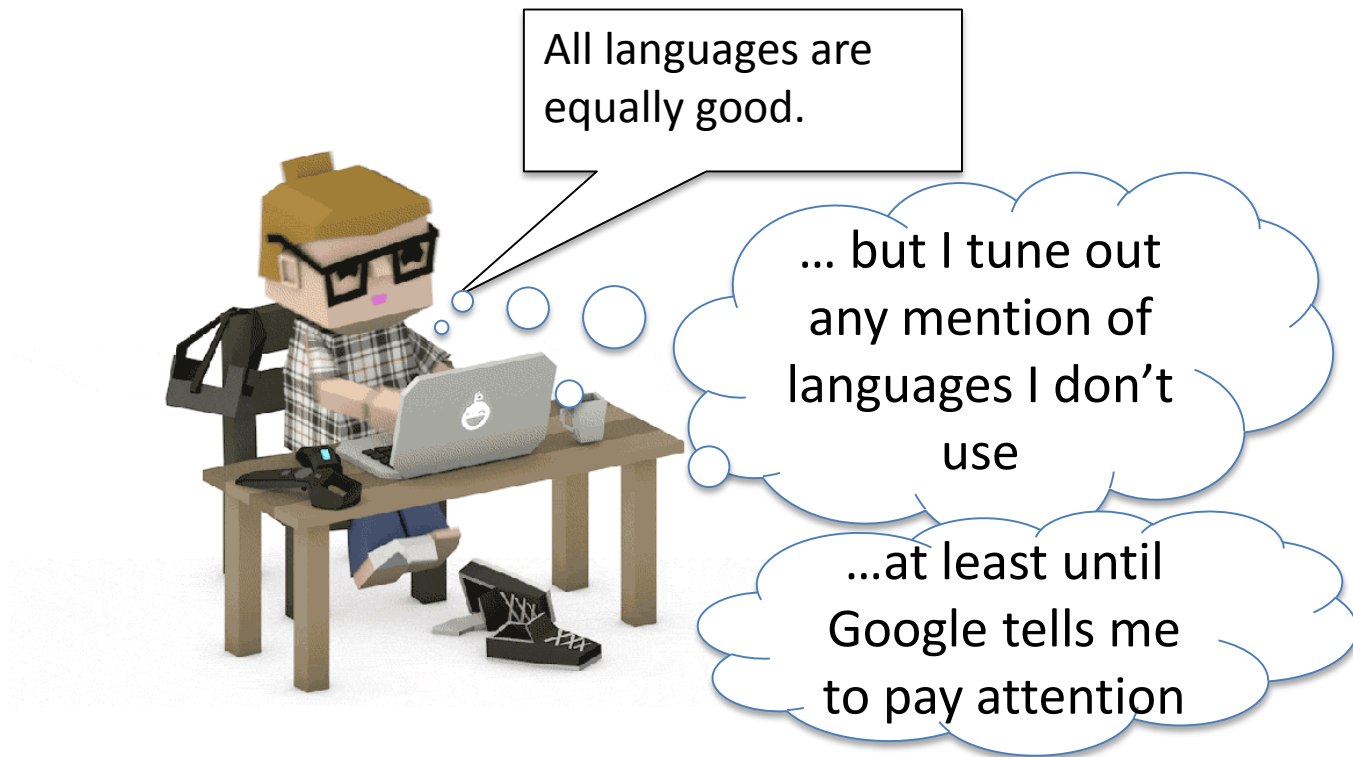 All languages are
equally good.
… but I tune out
any mention of
languages I don’t
use
…at least until
Google tells me
to pay attention